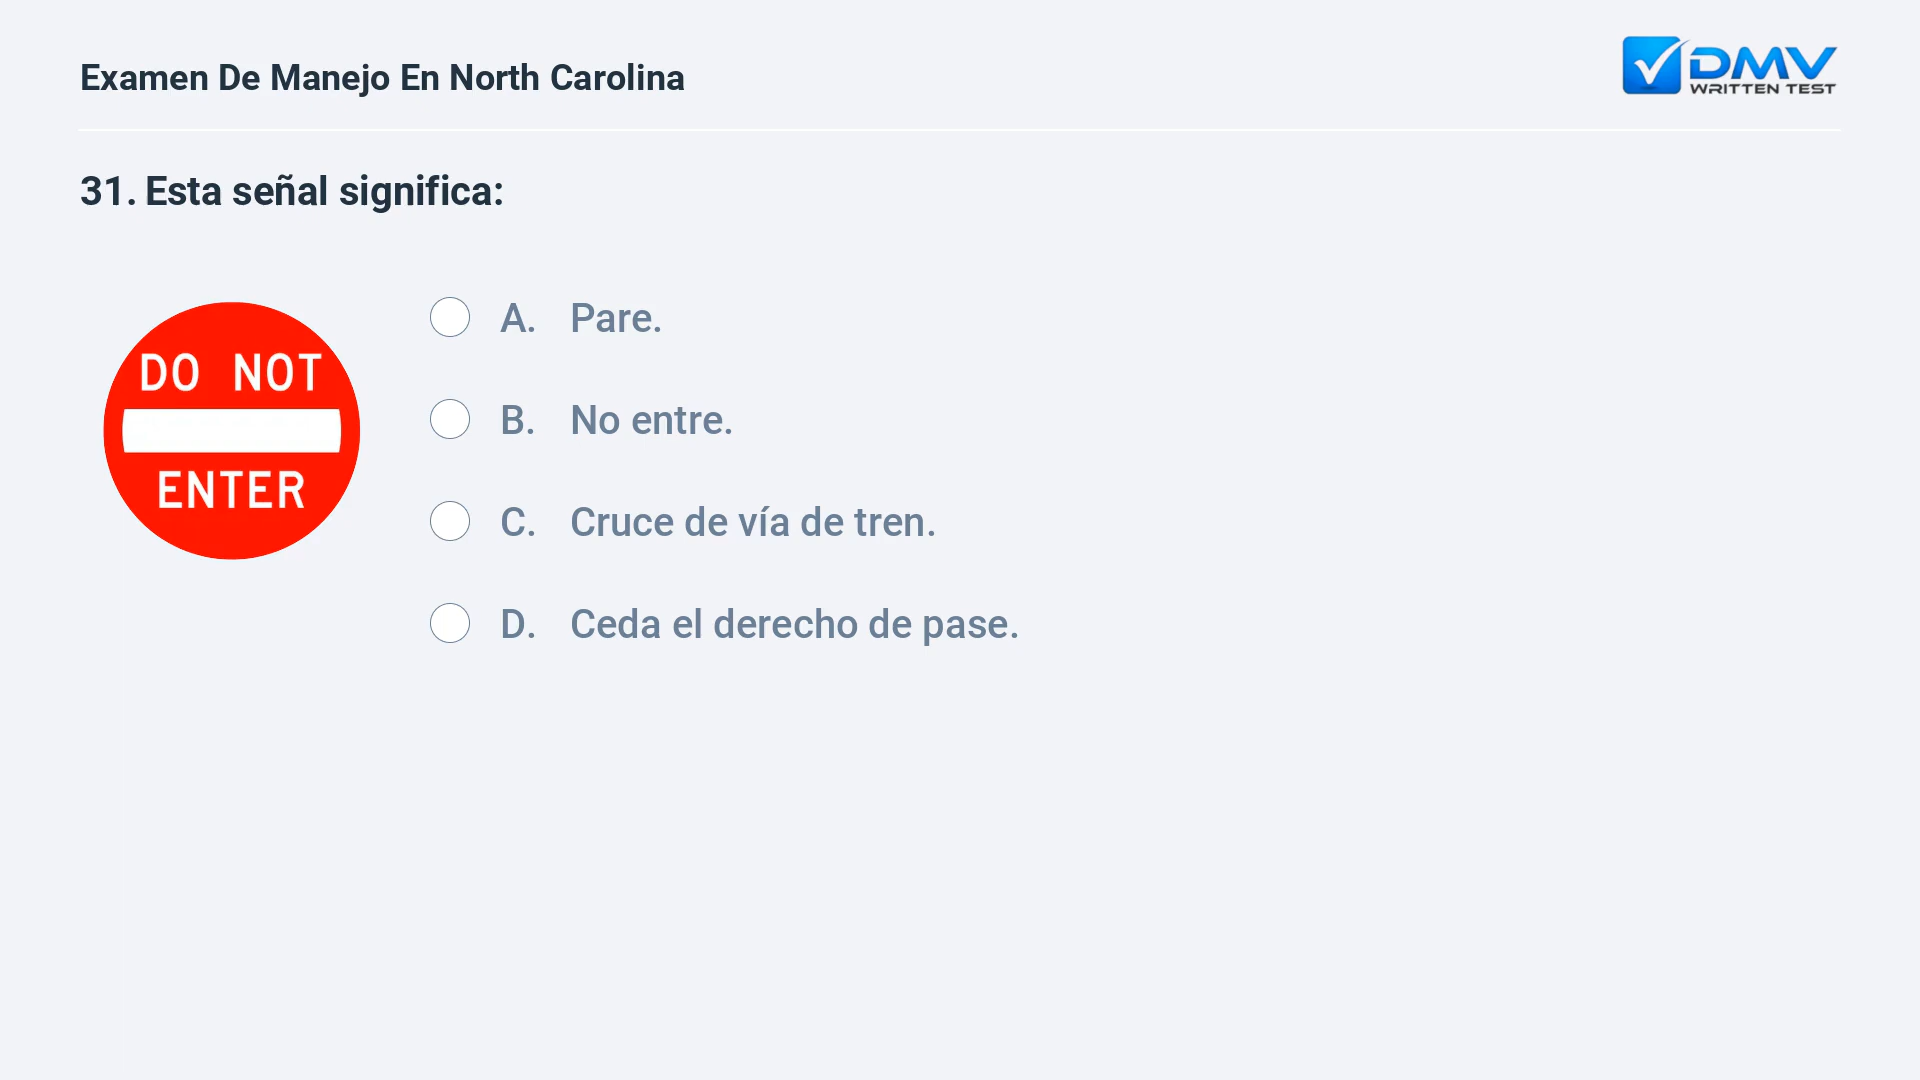 Examen De Manejo En North Carolina
DMV
WRITTEN TEST
31. Esta señal significa:
DO NOT
ENTER
A. Pare.
B. No entre.
C. Cruce de vía de tren.
D. Ceda el derecho de pase.